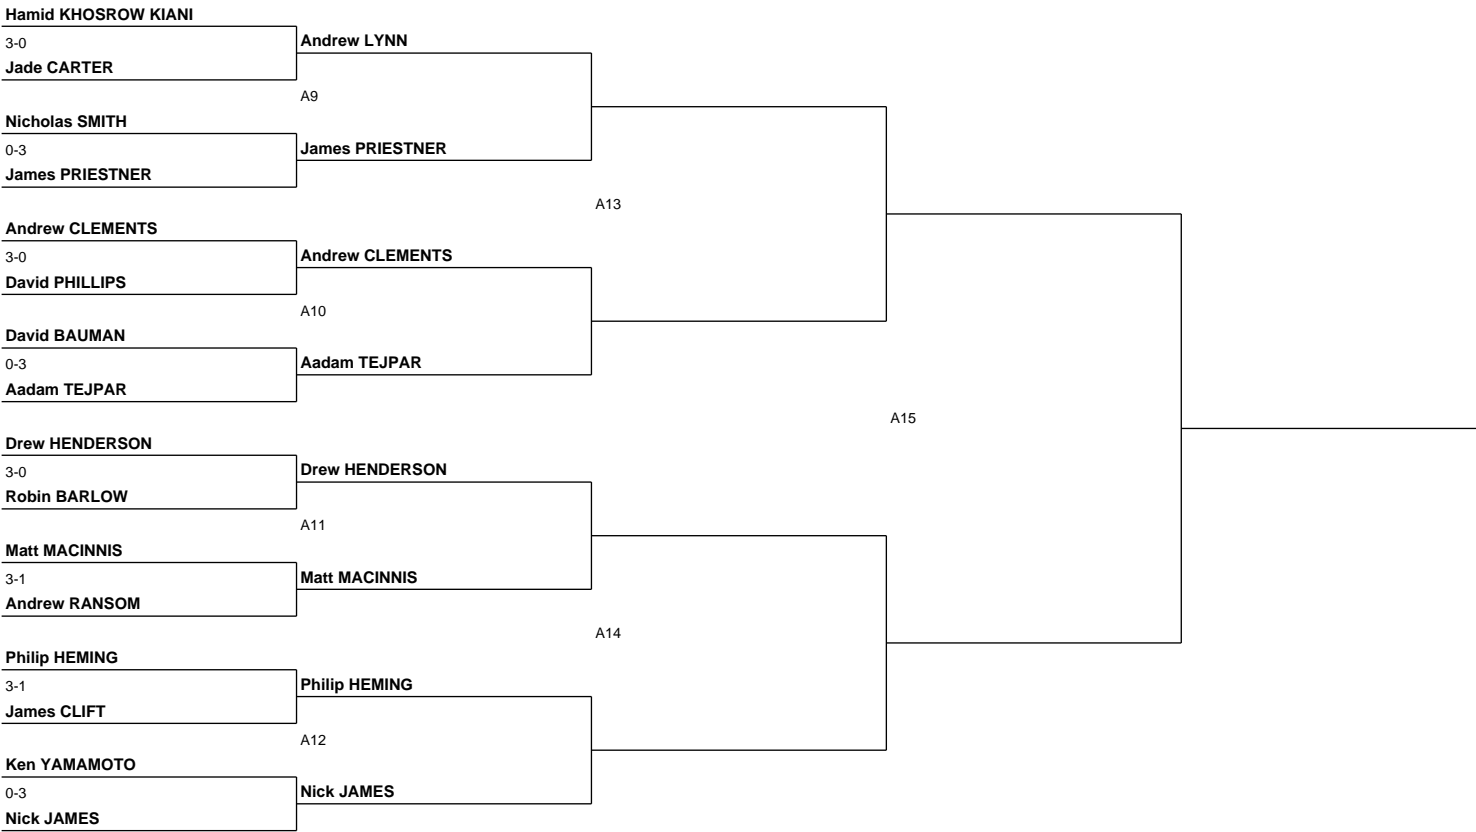 Hamid KHOSROW KIANI
3-0
Jade CARTER
Nicholas SMITH
0-3
James PRIESTNER
Andrew CLEMENTS
3-0
David PHILLIPS
David BAUMAN
0-3
Aadam TEJPAR
Drew HENDERSON
3-0
Robin BARLOW
Matt MACINNIS
3-1
Andrew RANSOM
Philip HEMING
3-1
James CLIFT
Ken YAMAMOTO
0-3
Nick JAMES
Andrew LYNN
A9
James PRIESTNER
Andrew CLEMENTS
A10
Aadam TEJPAR
Drew HENDERSON
A11
Matt MACINNIS
Philip HEMING
A12
Nick JAMES
A13
A14
A15